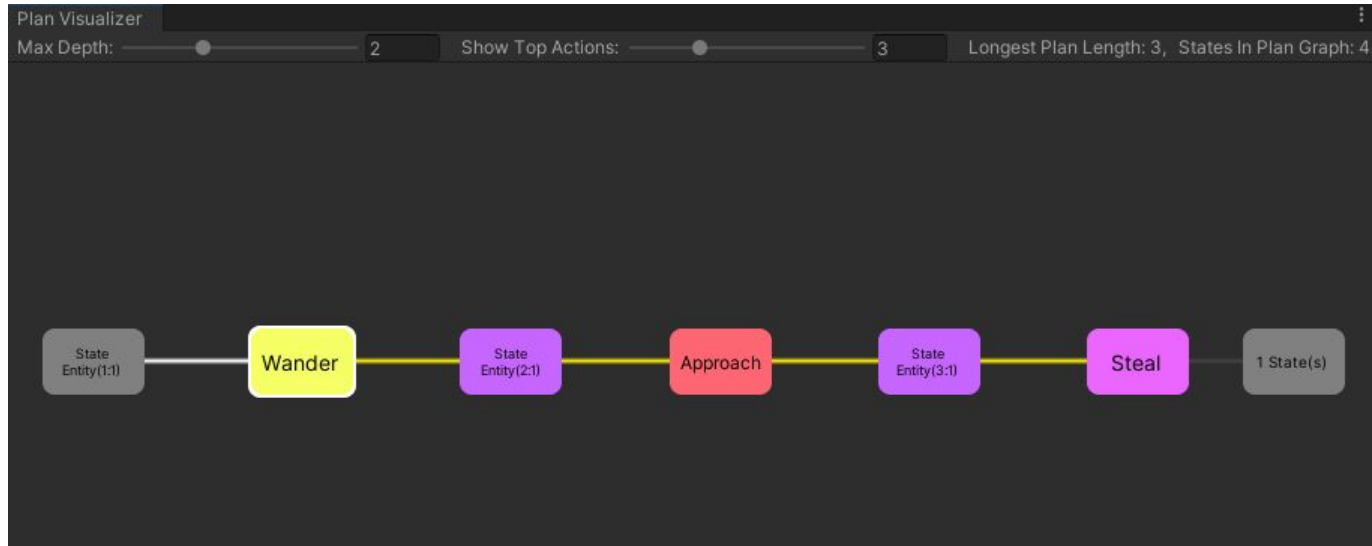 Plan Visualizer
Max Depth: 2 Show Top Actions: 3 Longest Plan Length: 3, States In Plan Graph: 4
State
Entity(1:1)
Wander
State
Entity(2:1)
Approach
State
Entity(3:1)
Steal
1 State(s)